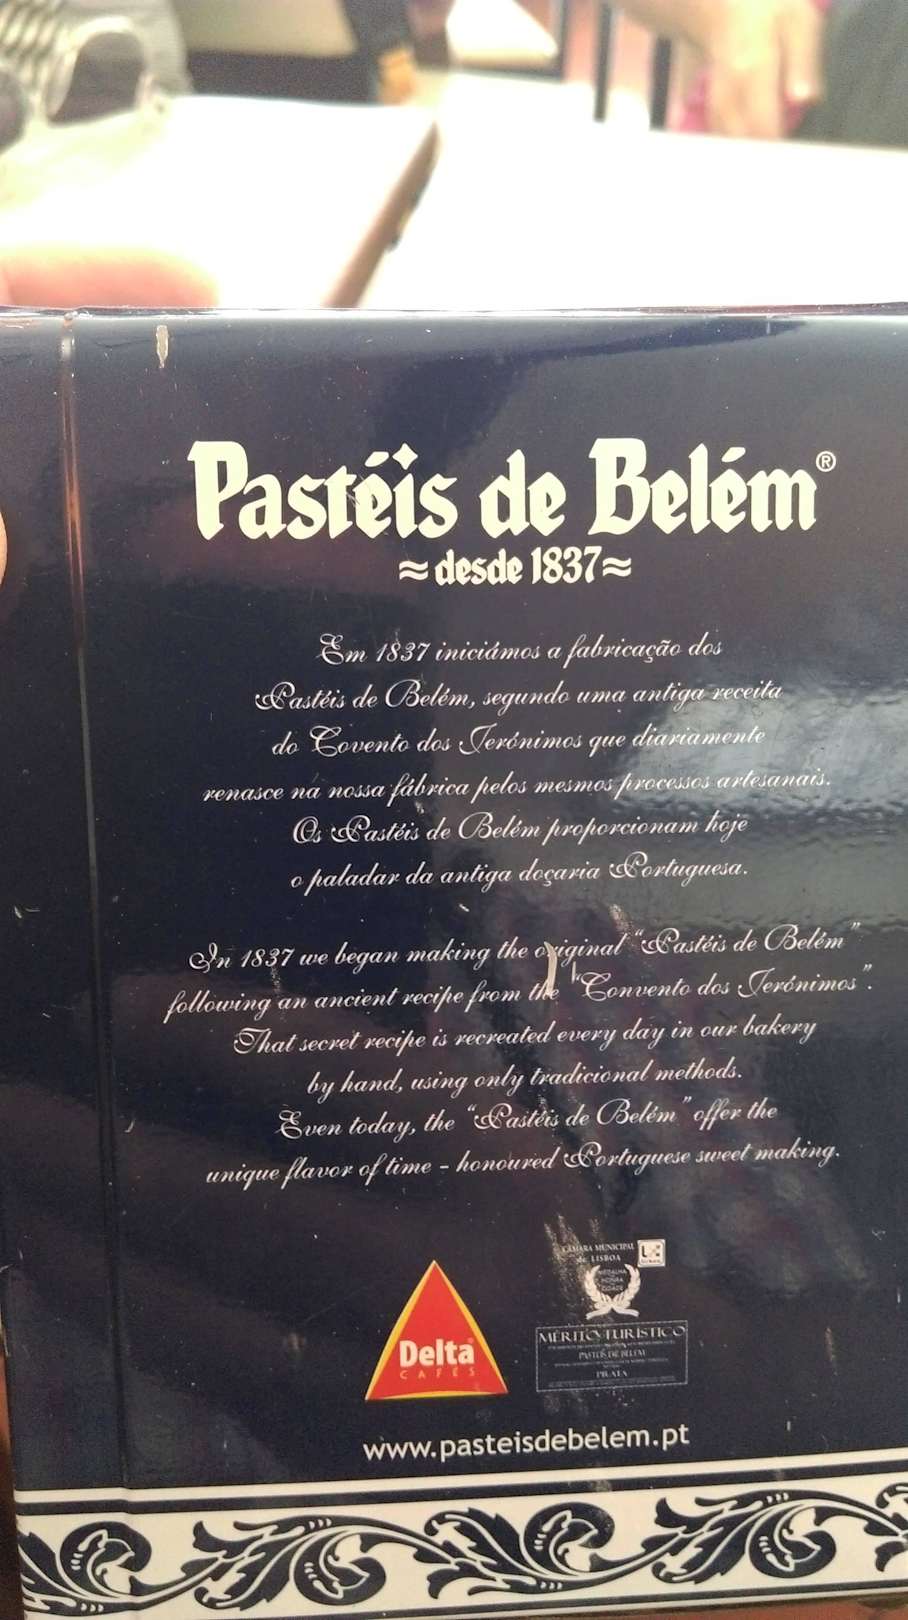 Pastéis de Belém®
≈desde 1837≈
Em 1837 iniciámos a fabricação dos
Pastéis de Belém, segundo uma antiga receita
do Covento dos Jerónimos que diariamente
renasce na nossa fábrica pelos mesmos processos artesanais.
Os Pastéis de Belém proporcionam hoje
o paladar da antiga doçaria Portuguesa.
In 1837 we began making the original “Pastéis de Belém”
following an ancient recipe from the “Convento dos Jerónimos”.
That secret recipe is recreated every day in our bakery
by hand, using only tradicional methods.
Even today, the “Pastéis de Belém” offer the
unique flavor of time - honoured Portuguese sweet making.
CÂMARA MUNICIPAL
de LISBOA
MEDALHA
HONRA
CIDADE
Delta
CAFÉS
MÉRITO TURÍSTICO
PASTÉIS DE BELÉM
PRATA
www.pasteisdebelem.pt